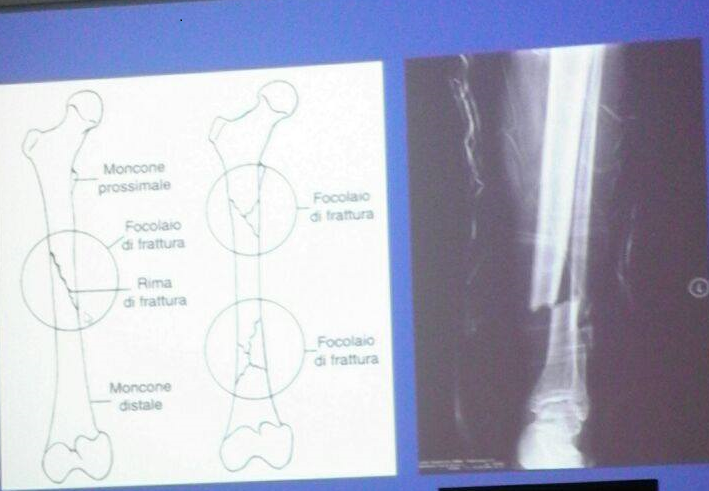 Moncone
prossimale
Focolaio
di frattura
Rima
di frattura
Moncone
distale
Focolaio
di frattura
Focolaio
di frattura